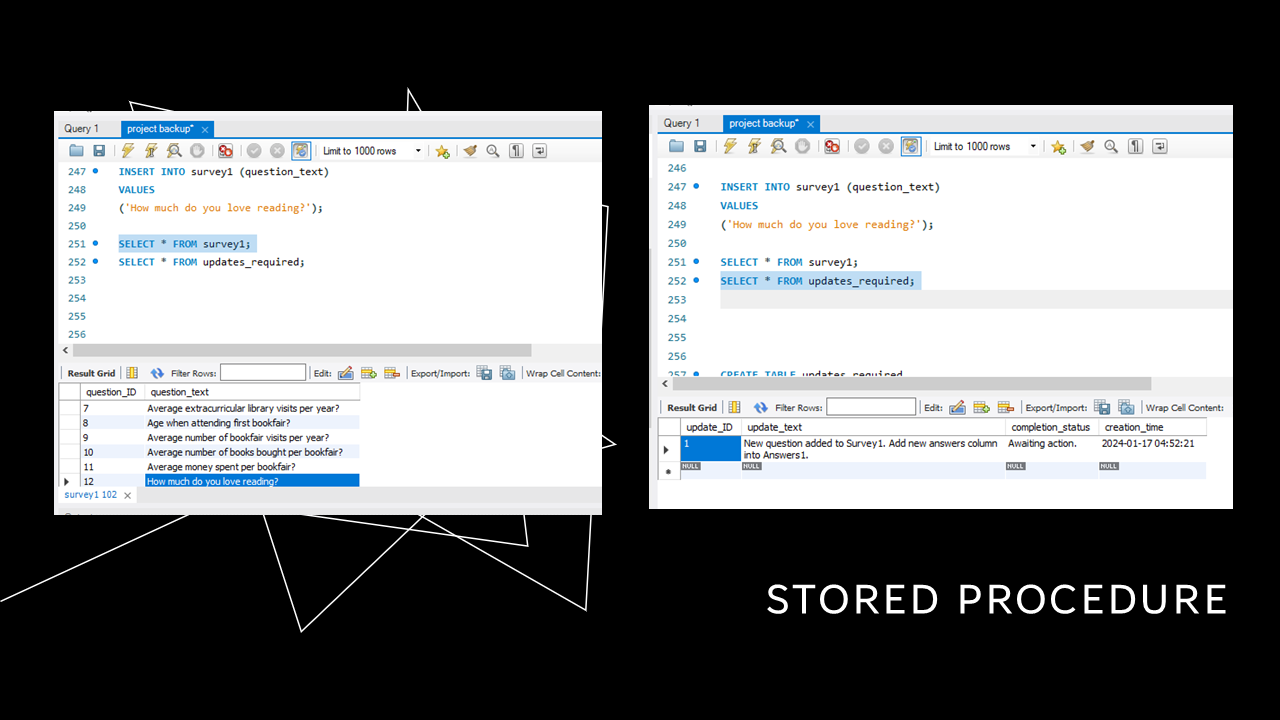 Query 1
project backup*
Limit to 1000 rows
247 INSERT INTO survey1 (question_text)
248 VALUES
249 ('How much do you love reading?');
250
251 SELECT * FROM survey1;
252 SELECT * FROM updates_required;
253
254
255
256
Result Grid Filter Rows: Edit: Export/Import: Wrap Cell Content:
question_ID question_text
7 Average extracurricular library visits per year?
8 Age when attending first bookfair?
9 Average number of bookfair visits per year?
10 Average number of books bought per bookfair?
11 Average money spent per bookfair?
12 How much do you love reading?
survey1 102
Query 1
project backup*
Limit to 1000 rows
246
247 INSERT INTO survey1 (question_text)
248 VALUES
249 ('How much do you love reading?');
250
251 SELECT * FROM survey1;
252 SELECT * FROM updates_required;
253
254
255
256
257 CREATE TABLE updates_required
Result Grid Filter Rows: Edit: Export/Import: Wrap Cell Content:
update_ID update_text completion_status creation_time
1 New question added to Survey1. Add new answers column Awaiting action. 2024-01-17 04:52:21
into Answers1.
NULL NULL NULL NULL
STORED PROCEDURE